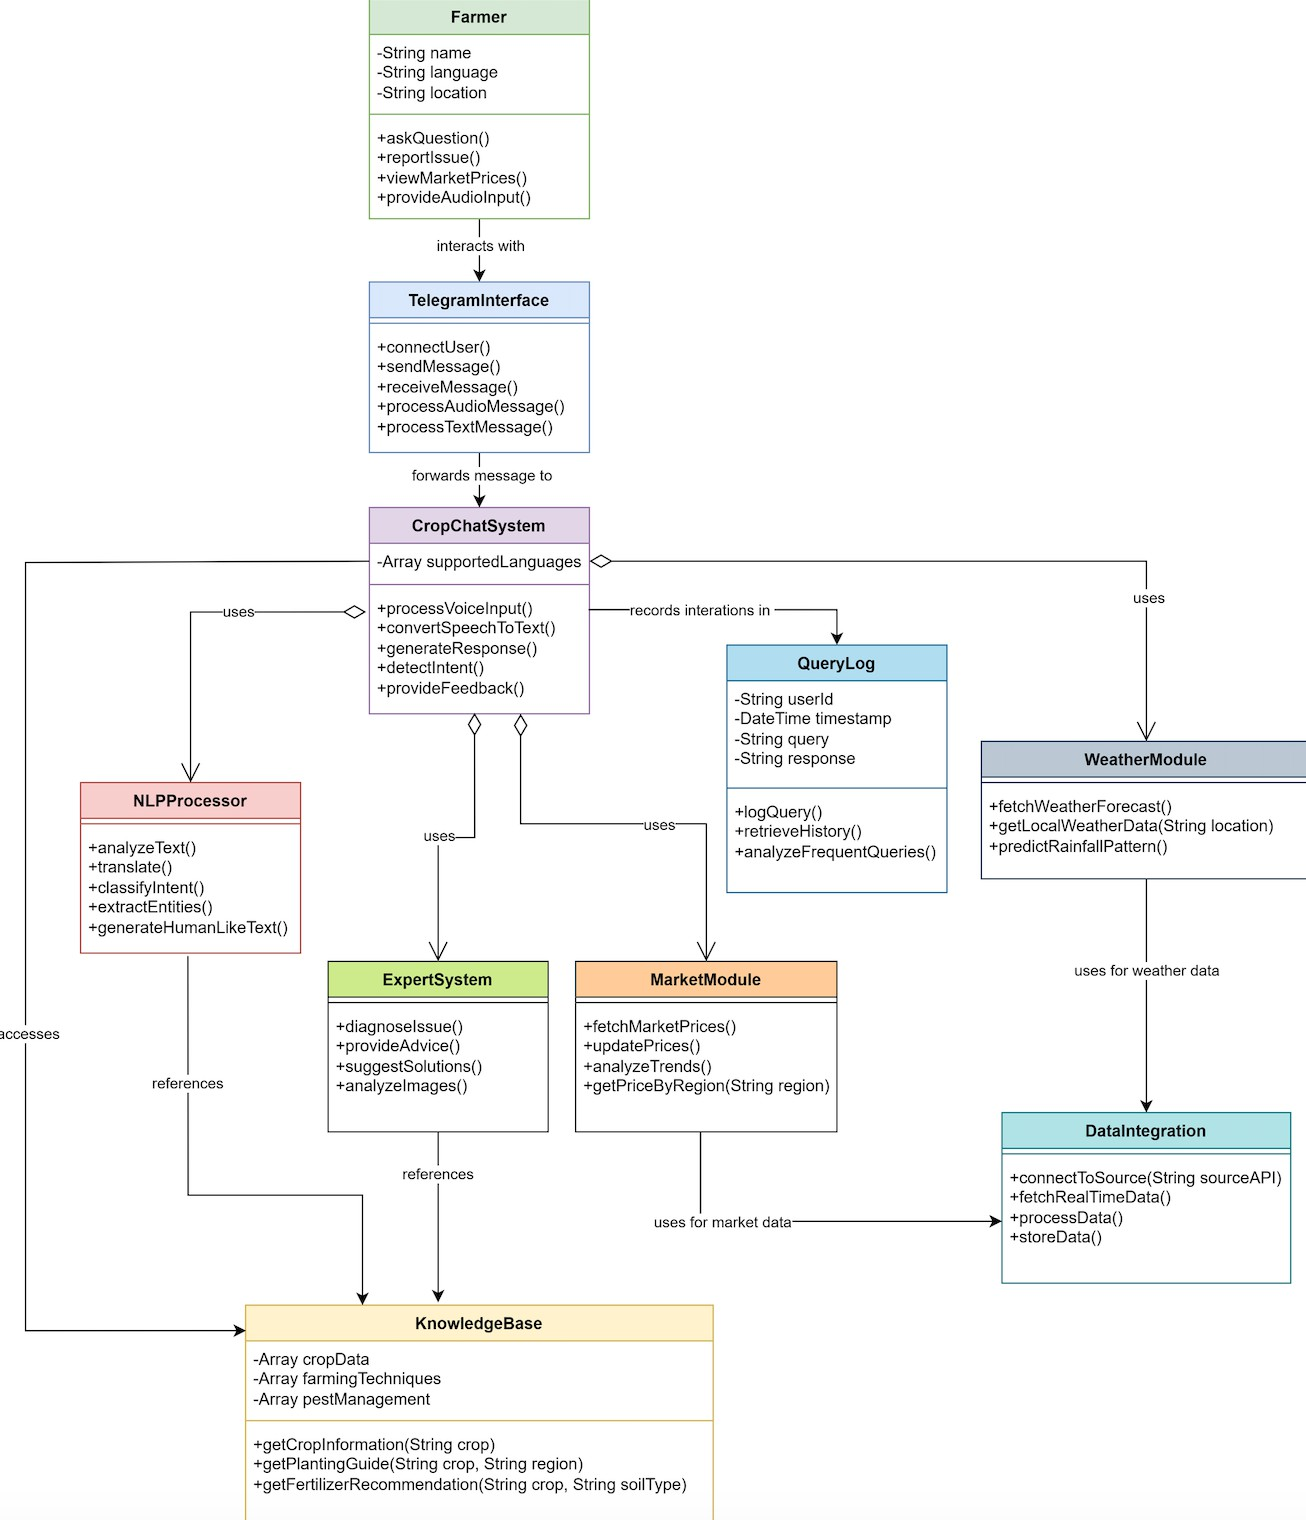 Farmer
-String name
-String language
-String location
+askQuestion()
+reportIssue()
+viewMarketPrices()
+provideAudioInput()
interacts with
TelegramInterface
+connectUser()
+sendMessage()
+receiveMessage()
+processAudioMessage()
+processTextMessage()
forwards message to
CropChatSystem
-Array supportedLanguages
+processVoiceInput()
+convertSpeechToText()
+generateResponse()
+detectIntent()
+provideFeedback()
uses
records interations in
uses
QueryLog
-String userId
-DateTime timestamp
-String query
-String response
+logQuery()
+retrieveHistory()
+analyzeFrequentQueries()
WeatherModule
+fetchWeatherForecast()
+getLocalWeatherData(String location)
+predictRainfallPattern()
NLPProcessor
+analyzeText()
+translate()
+classifyIntent()
+extractEntities()
+generateHumanLikeText()
uses
uses
ExpertSystem
+diagnoseIssue()
+provideAdvice()
+suggestSolutions()
+analyzeImages()
MarketModule
+fetchMarketPrices()
+updatePrices()
+analyzeTrends()
+getPriceByRegion(String region)
uses for weather data
accesses
references
references
uses for market data
DataIntegration
+connectToSource(String sourceAPI)
+fetchRealTimeData()
+processData()
+storeData()
KnowledgeBase
-Array cropData
-Array farmingTechniques
-Array pestManagement
+getCropInformation(String crop)
+getPlantingGuide(String crop, String region)
+getFertilizerRecommendation(String crop, String soilType)